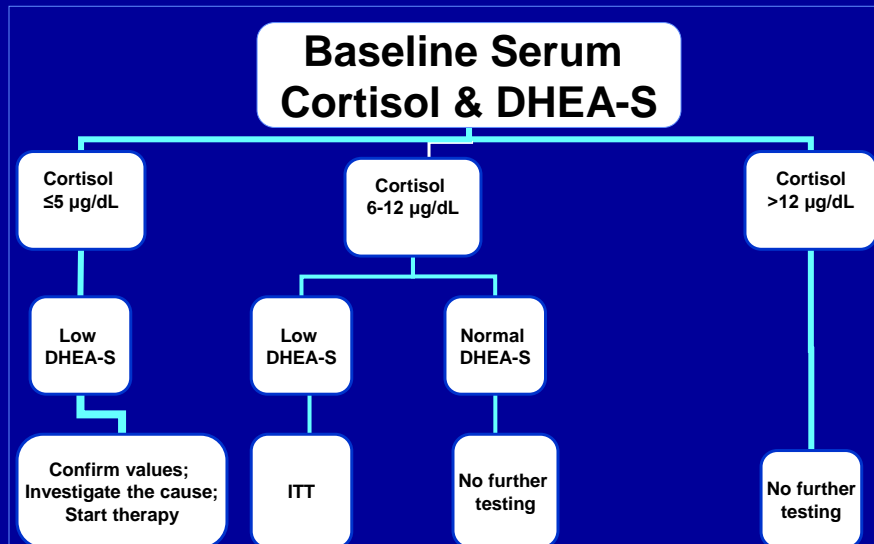 Baseline Serum
Cortisol & DHEA-S
Cortisol
≤5 µg/dL
Cortisol
6-12 µg/dL
Cortisol
>12 µg/dL
Low
DHEA-S
Low
DHEA-S
Normal
DHEA-S
Confirm values;
Investigate the cause;
Start therapy
ITT
No further
testing
No further
testing